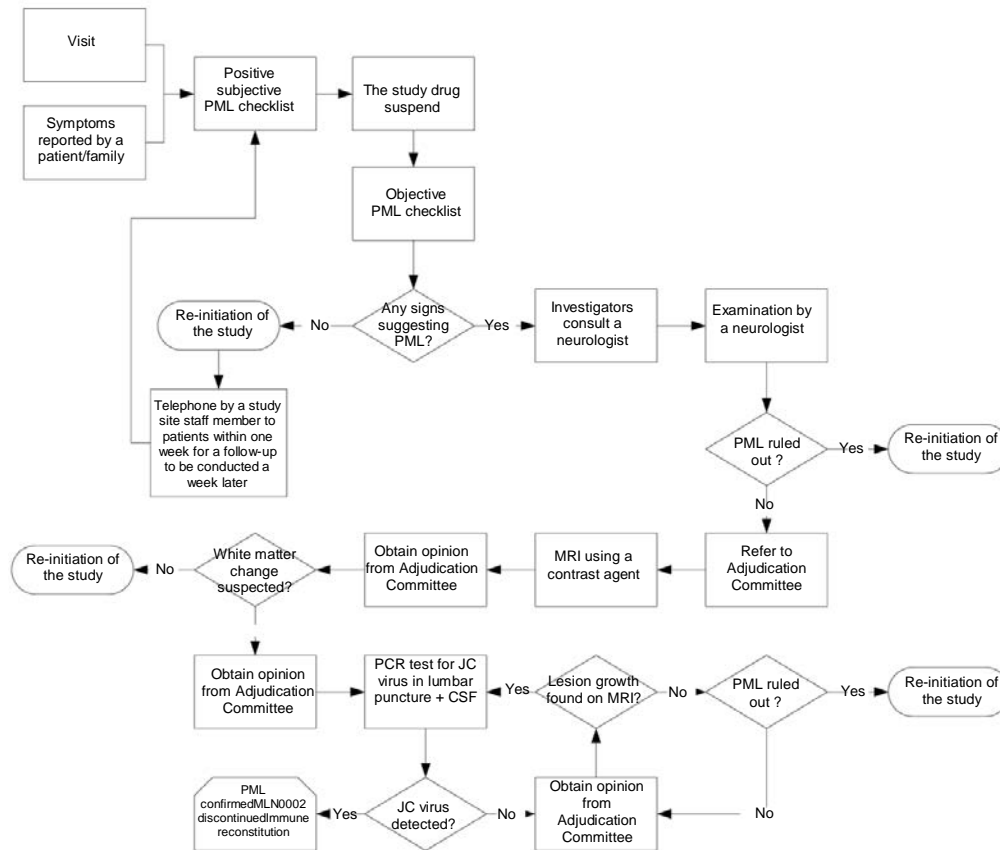 Visit
Positive
subjective
PML checklist
The study drug
suspend
Symptoms
reported by a
patient/family
Objective
PML checklist
Re-initiation of
the study
No
Any signs
suggesting
PML?
Yes
Investigators
consult a
neurologist
Examination by
a neurologist
Telephone by a study
site staff member to
patients within one
week for a follow-up
to be conducted a
week later
PML ruled
out ?
Yes
Re-initiation of
the study
No
Re-initiation of
the study
No
White matter
change
suspected?
Obtain opinion
from Adjudication
Committee
MRI using a
contrast agent
Refer to
Adjudication
Committee
Obtain opinion
from Adjudication
Committee
PCR test for JC
virus in lumbar
puncture + CSF
Yes
Lesion growth
found on MRI?
No
PML ruled
out ?
Yes
Re-initiation of
the study
PML
confirmedMLN0002
discontinuedImmune
reconstitution
Yes
JC virus
detected?
No
Obtain opinion
from
Adjudication
Committee
No